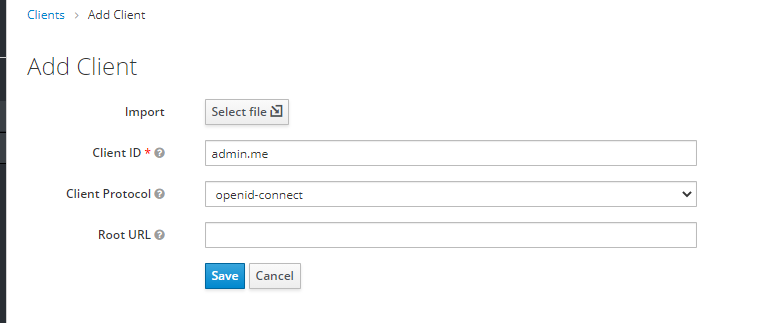 Clients > Add Client
Add Client
Import Select file
Client ID * admin.me
Client Protocol openid-connect
Root URL
Save Cancel